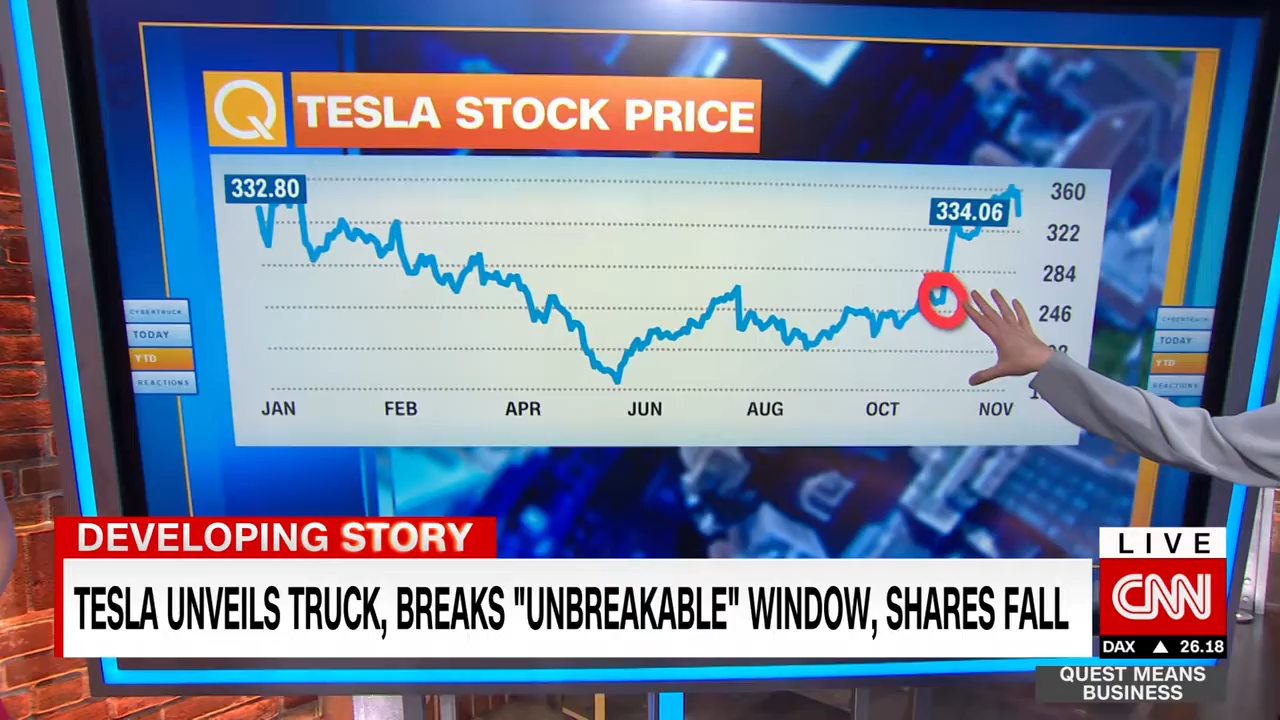 Q TESLA STOCK PRICE
332.80
334.06
360
322
284
246
JAN FEB APR JUN AUG OCT NOV
CYBERTRUCK
TODAY
YTD
REACTIONS
CYBERTRUCK
TODAY
YTD
REACTIONS
DEVELOPING STORY
TESLA UNVEILS TRUCK, BREAKS "UNBREAKABLE" WINDOW, SHARES FALL
LIVE
CNN
DAX ▲ 26.18
QUEST MEANS
BUSINESS